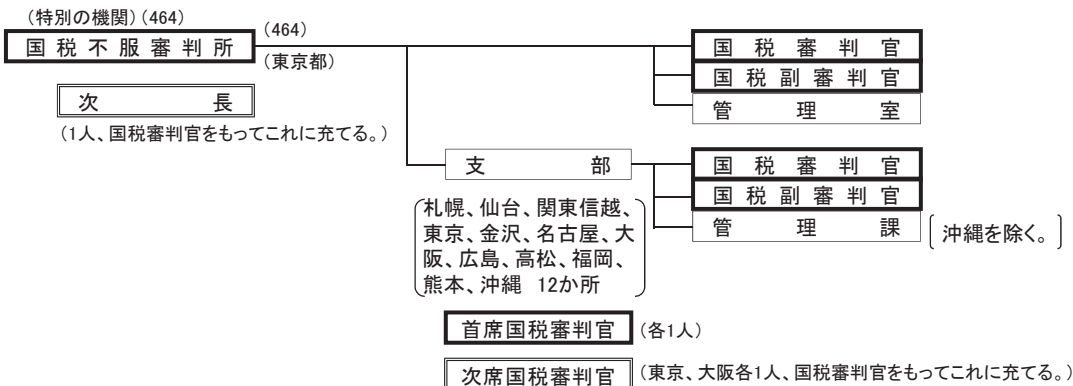 （特別の機関）(464)
国税不服審判所
(464)
（東京都）
国税審判官
国税副審判官
管理室
次長
（1人、国税審判官をもってこれに充てる。）
支部
国税審判官
国税副審判官
管理課
沖縄を除く。
札幌、仙台、関東信越、
東京、金沢、名古屋、大
阪、広島、高松、福岡、
熊本、沖縄 12か所
首席国税審判官
（各1人）
次席国税審判官
（東京、大阪各1人、国税審判官をもってこれに充てる。）